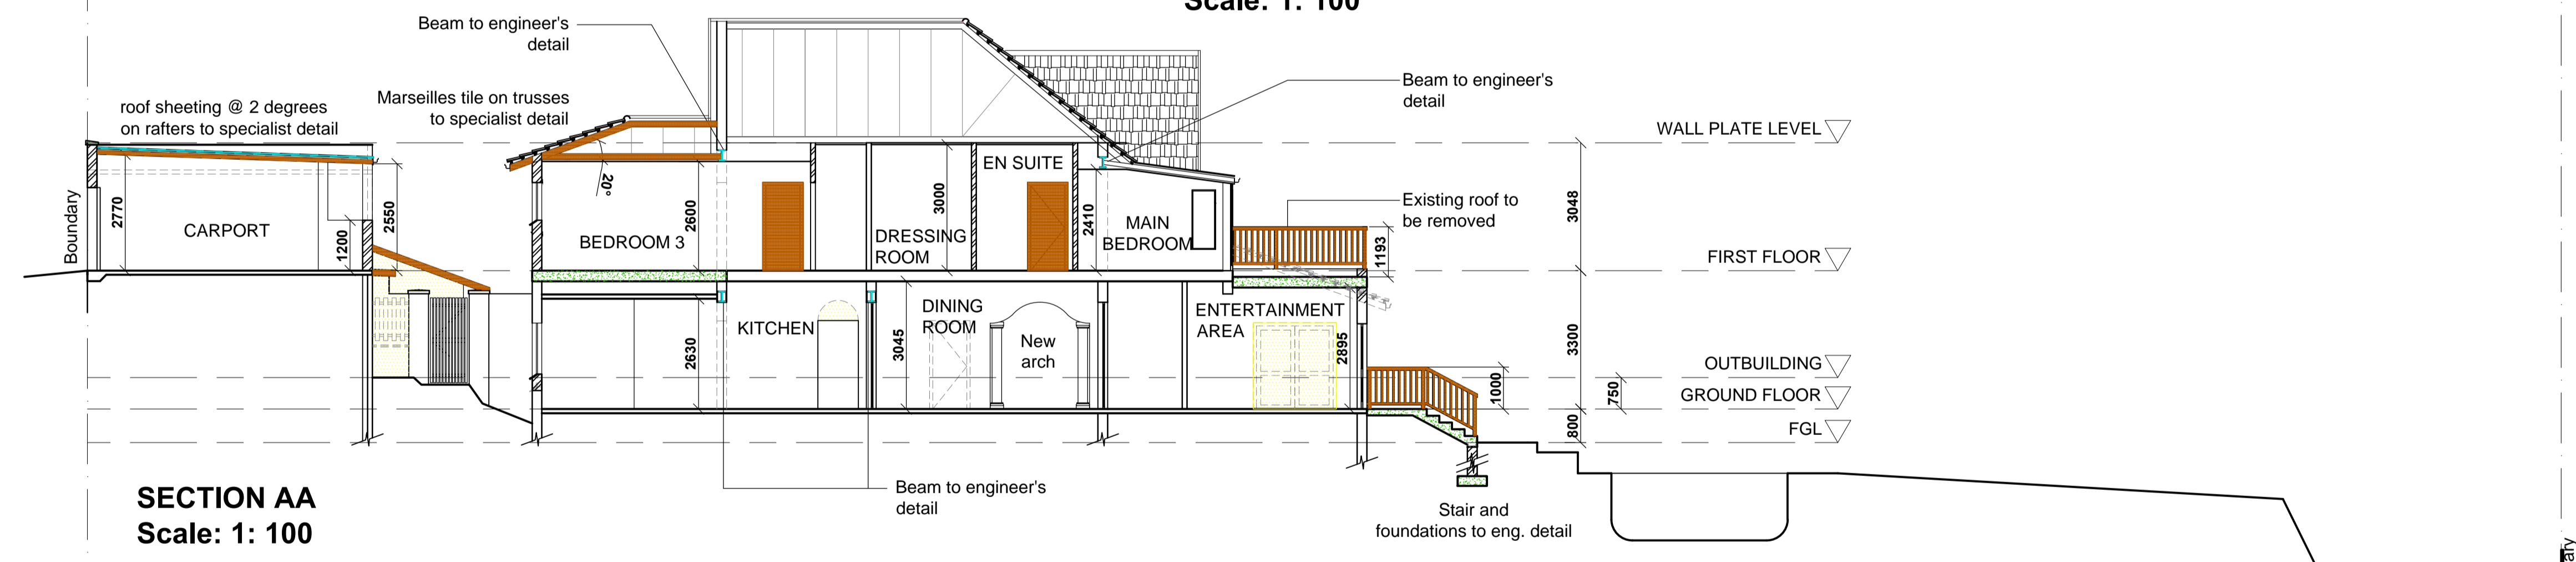 Scale: 1: 100
Beam to engineer's
detail
Beam to engineer's
detail
roof sheeting @ 2 degrees
on rafters to specialist detail
Marseilles tile on trusses
to specialist detail
WALL PLATE LEVEL
EN SUITE
20°
Boundary
2770
CARPORT
1200
2550
BEDROOM 3
2600
DRESSING
ROOM
3000
2410
MAIN
BEDROOM
Existing roof to
be removed
1193
3048
FIRST FLOOR
KITCHEN
2630
3045
DINING
ROOM
New
arch
ENTERTAINMENT
AREA
2895
3300
OUTBUILDING
1000
750
GROUND FLOOR
800
FGL
SECTION AA
Scale: 1: 100
Beam to engineer's
detail
Stair and
foundations to eng. detail
ary